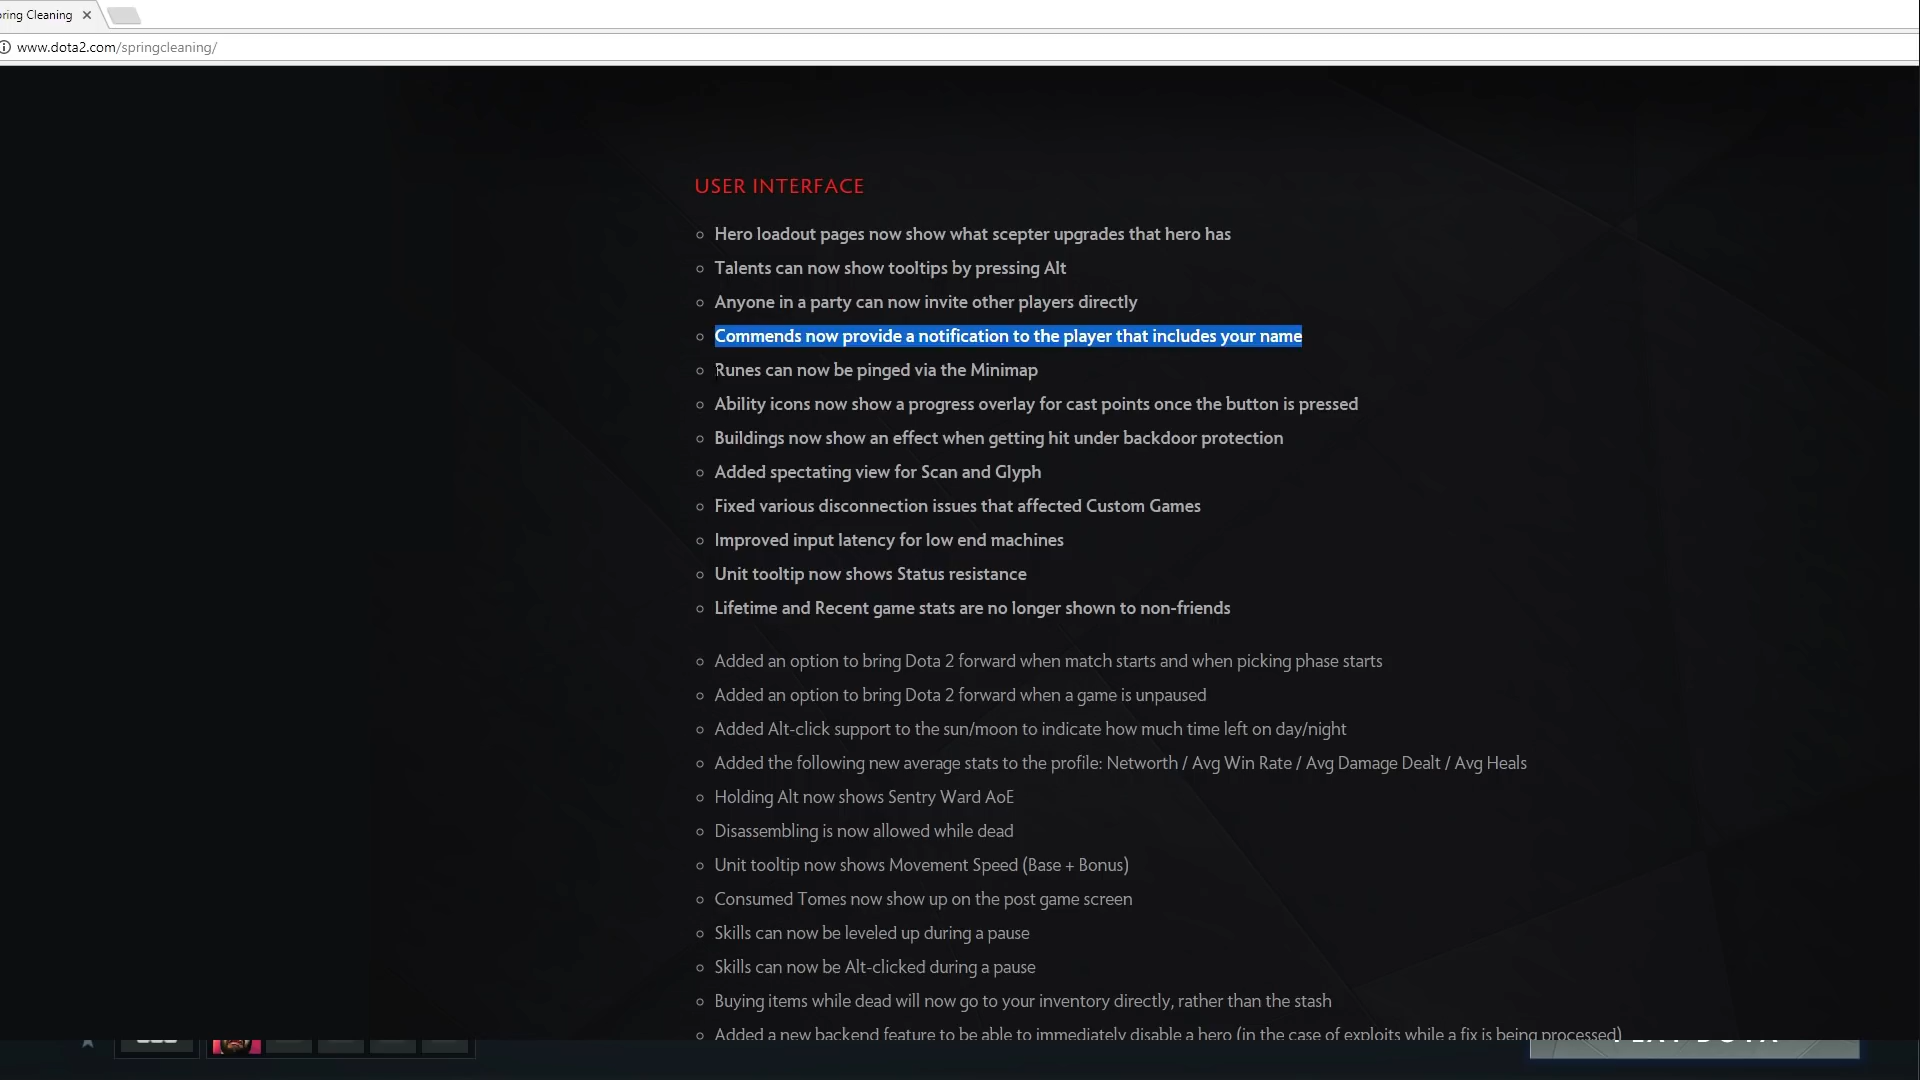 pring Cleaning
www.dota2.com/springcleaning/
USER INTERFACE
Hero loadout pages now show what scepter upgrades that hero has
Talents can now show tooltips by pressing Alt
Anyone in a party can now invite other players directly
Commends now provide a notification to the player that includes your name
Runes can now be pinged via the Minimap
Ability icons now show a progress overlay for cast points once the button is pressed
Buildings now show an effect when getting hit under backdoor protection
Added spectating view for Scan and Glyph
Fixed various disconnection issues that affected Custom Games
Improved input latency for low end machines
Unit tooltip now shows Status resistance
Lifetime and Recent game stats are no longer shown to non-friends
Added an option to bring Dota 2 forward when match starts and when picking phase starts
Added an option to bring Dota 2 forward when a game is unpaused
Added Alt-click support to the sun/moon to indicate how much time left on day/night
Added the following new average stats to the profile: Networth / Avg Win Rate / Avg Damage Dealt / Avg Heals
Holding Alt now shows Sentry Ward AoE
Disassembling is now allowed while dead
Unit tooltip now shows Movement Speed (Base + Bonus)
Consumed Tomes now show up on the post game screen
Skills can now be leveled up during a pause
Skills can now be Alt-clicked during a pause
Buying items while dead will now go to your inventory directly, rather than the stash
Added a new backend feature to be able to immediately disable a hero (in the case of exploits while a fix is being processed)